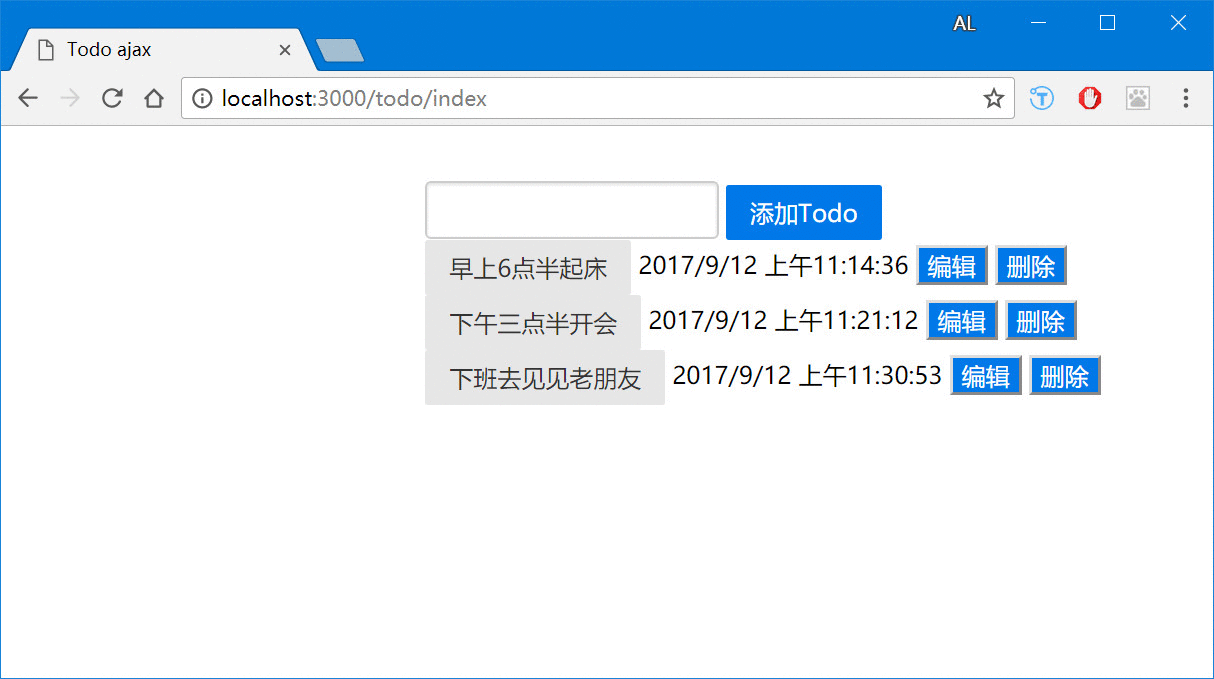 AL
Todo ajax
localhost:3000/todo/index
添加Todo
早上6点半起床 2017/9/12 上午11:14:36 编辑 删除
下午三点半开会 2017/9/12 上午11:21:12 编辑 删除
下班去见见老朋友 2017/9/12 上午11:30:53 编辑 删除